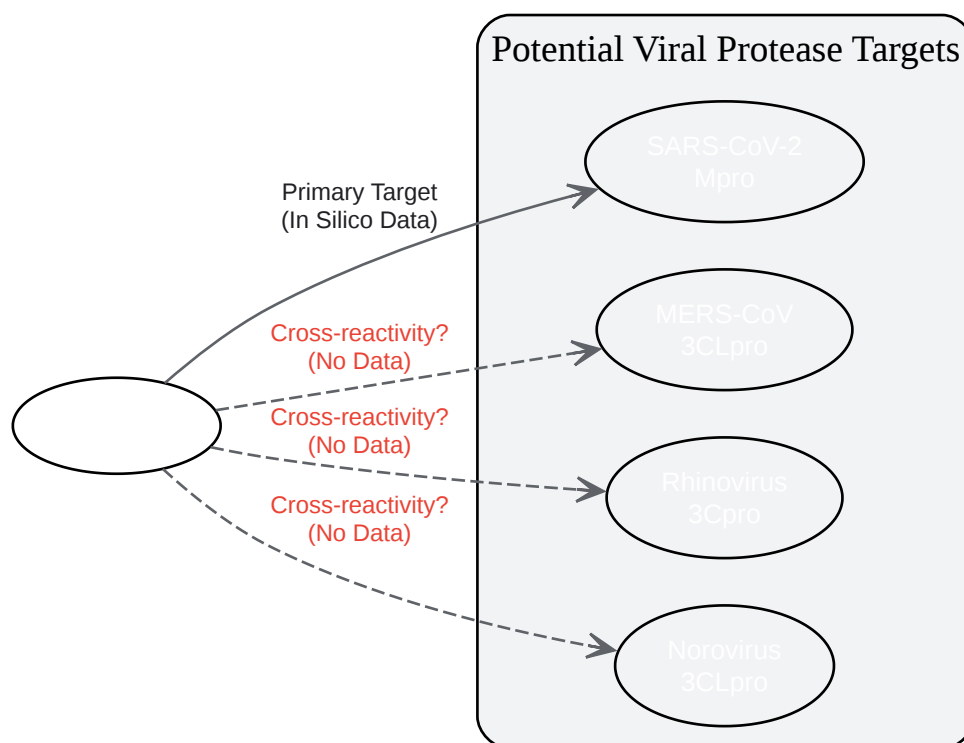 Potential Viral Protease Targets
SARS-CoV-2
Mpro
Primary Target
(In Silico Data)
MERS-CoV
3CLpro
Cross-reactivity?
(No Data)
Cross-reactivity?
(No Data)
Rhinovirus
3Cpro
Cross-reactivity?
(No Data)
Norovirus
3CLpro